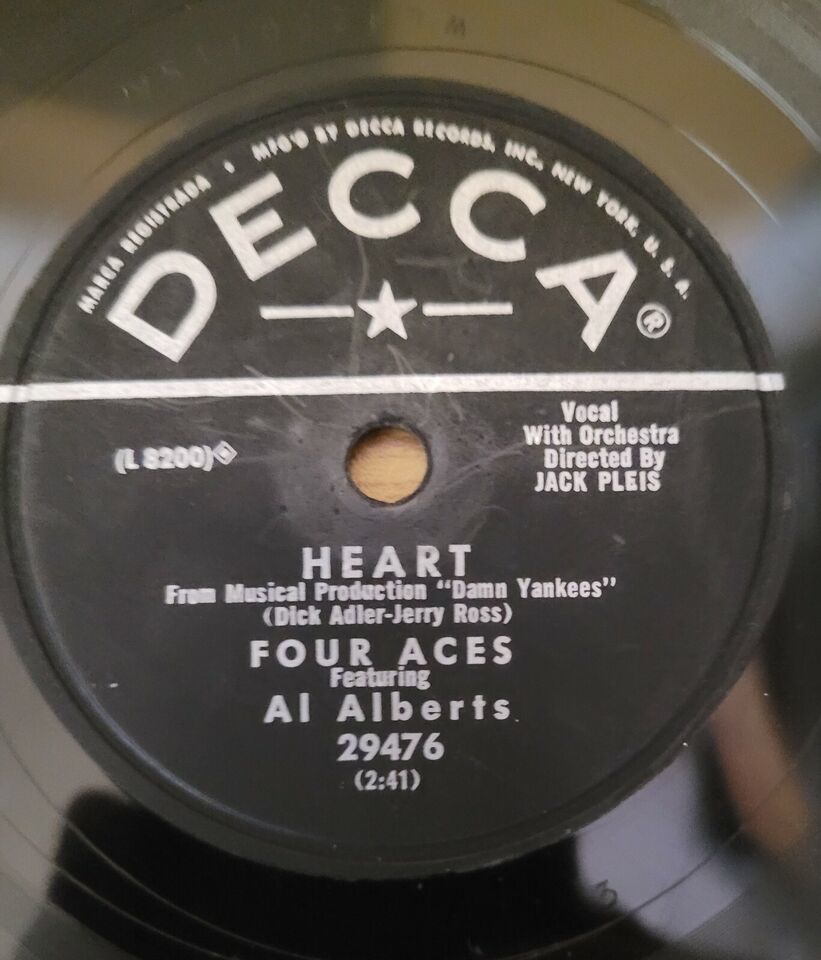 MARCA REGISTRADA • MFG'D BY DECCA RECORDS, INC., NEW YORK, U. S. A.
DECCA ®
(L 8200)
Vocal
With Orchestra
Directed By
JACK PLEIS
HEART
From Musical Production "Damn Yankees"
(Dick Adler-Jerry Ross)
FOUR ACES
Featuring
Al Alberts
29476
(2:41)
3